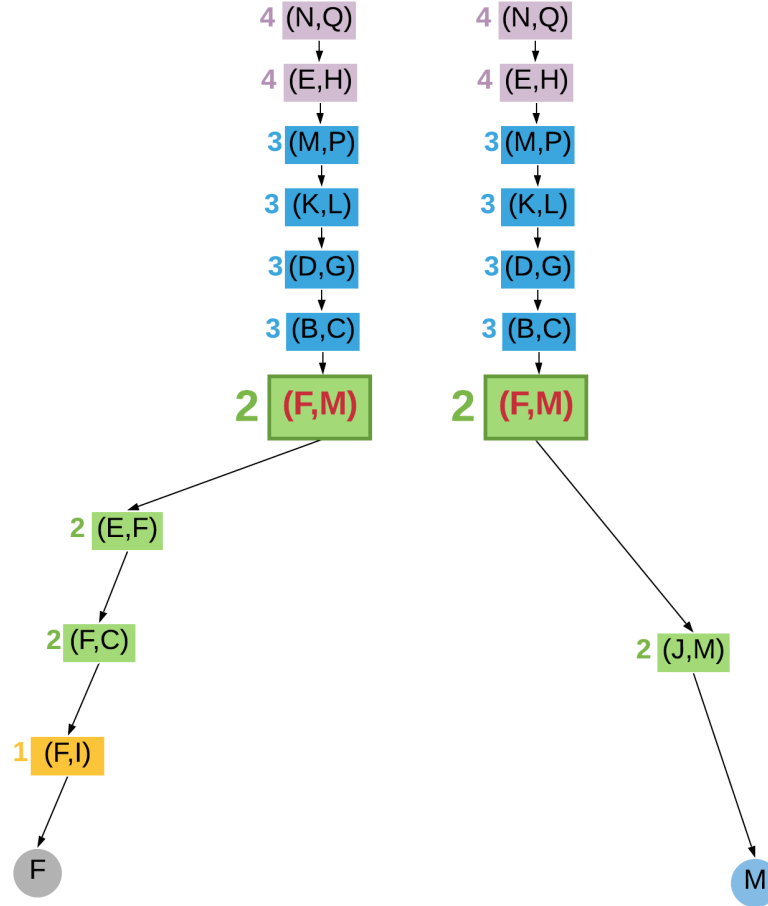 4 (N,Q) 4 (N,Q)
4 (E,H) 4 (E,H)
3 (M,P) 3 (M,P)
3 (K,L) 3 (K,L)
3 (D,G) 3 (D,G)
3 (B,C) 3 (B,C)
2 (F,M) 2 (F,M)
2 (E,F)
2 (F,C) 2 (J,M)
1 (F,I)
F M